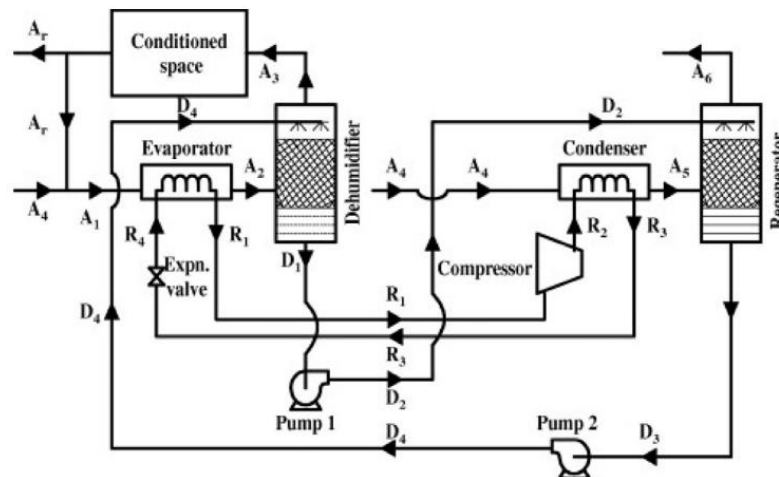 Aᵣ
Conditioned
space
A₃
A₆
Aᵣ
D₄
D₂
Evaporator
Condenser
Dehumidifier
Regenerator
A₄
A₁
A₂
A₄
A₄
A₅
R₄
R₁
R₂
R₃
D₁
Expn.
valve
Compressor
D₄
R₁
R₃
D₂
Pump 1
D₄
Pump 2
D₃